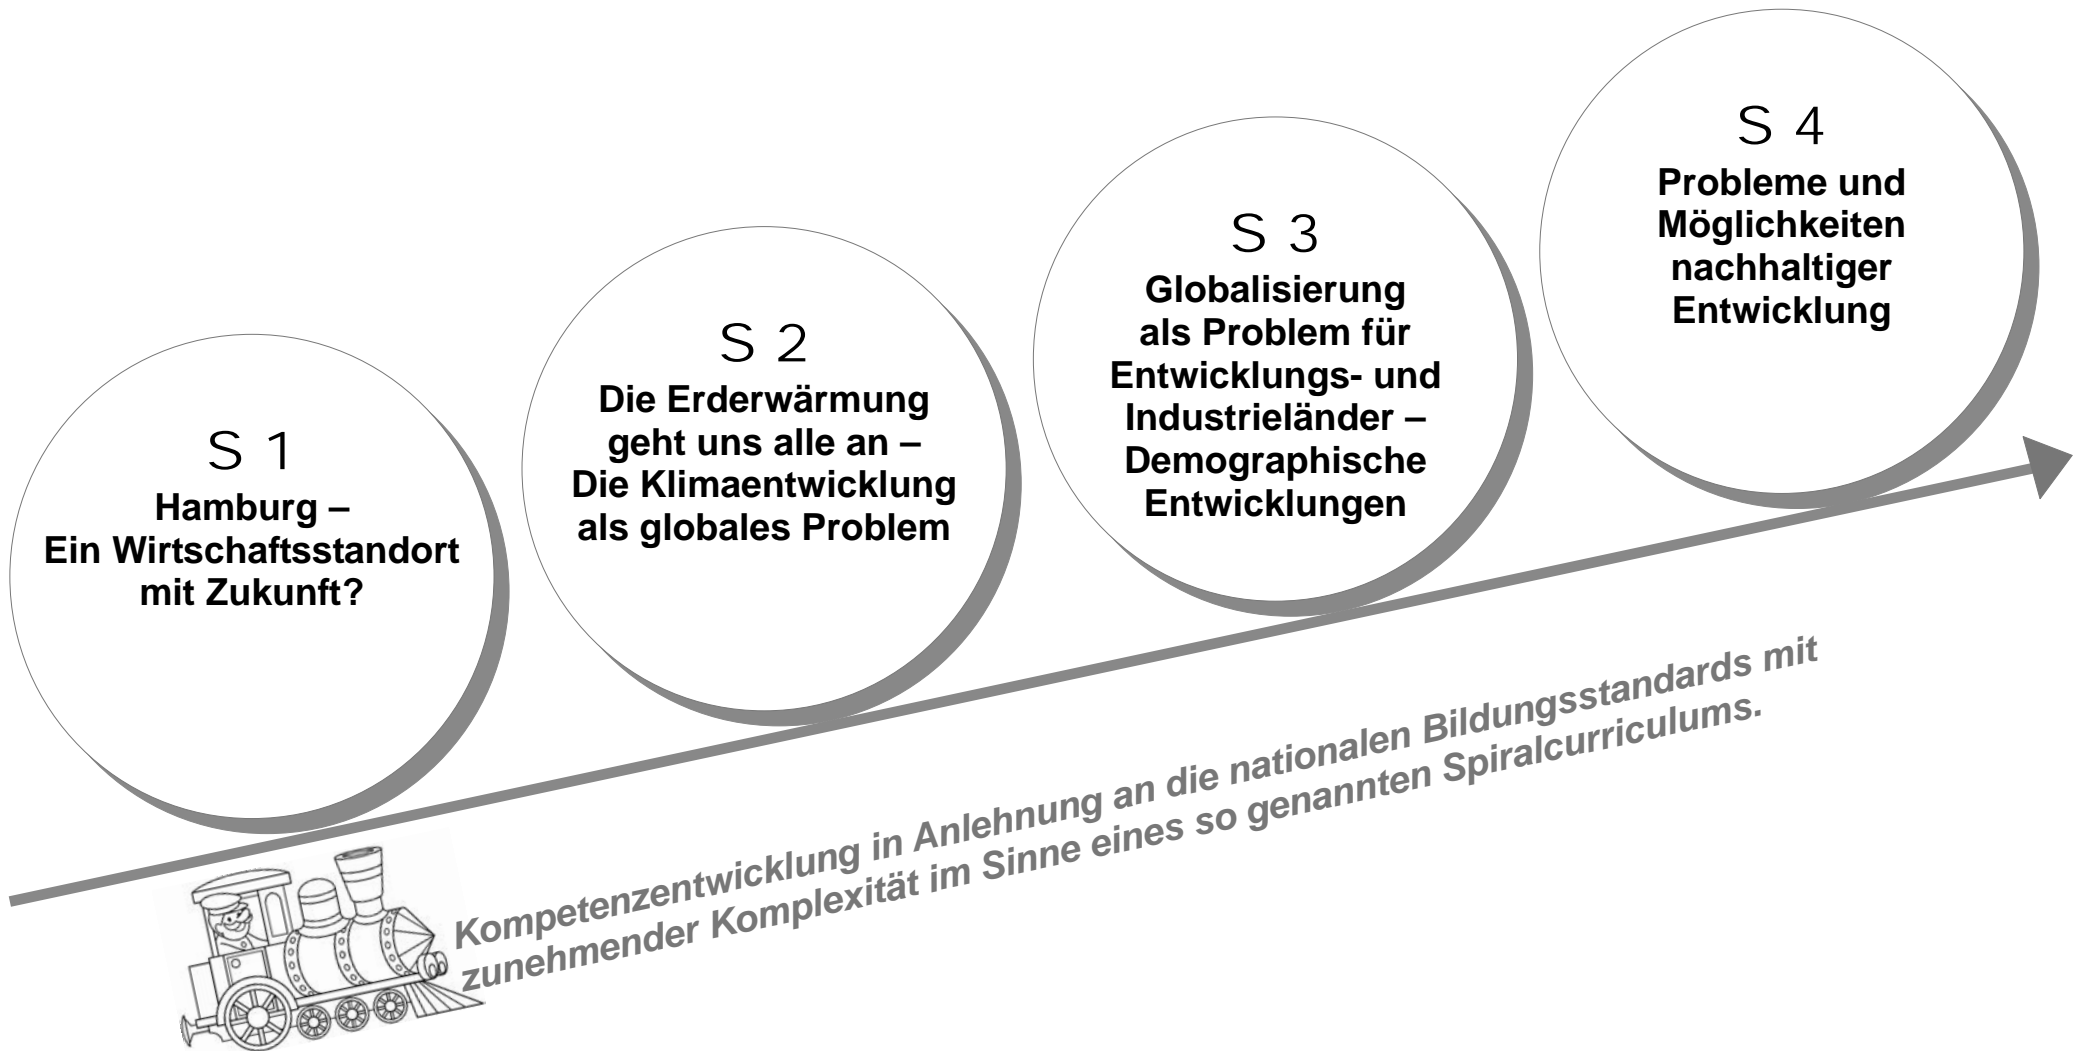 S 1
Hamburg –
Ein Wirtschaftsstandort
mit Zukunft?
S 2
Die Erderwärmung
geht uns alle an –
Die Klimaentwicklung
als globales Problem
S 3
Globalisierung
als Problem für
Entwicklungs- und
Industrieländer –
Demographische
Entwicklungen
S 4
Probleme und
Möglichkeiten
nachhaltiger
Entwicklung
Kompetenzentwicklung in Anlehnung an die nationalen Bildungsstandards mit
zunehmender Komplexität im Sinne eines so genannten Spiralcurriculums.